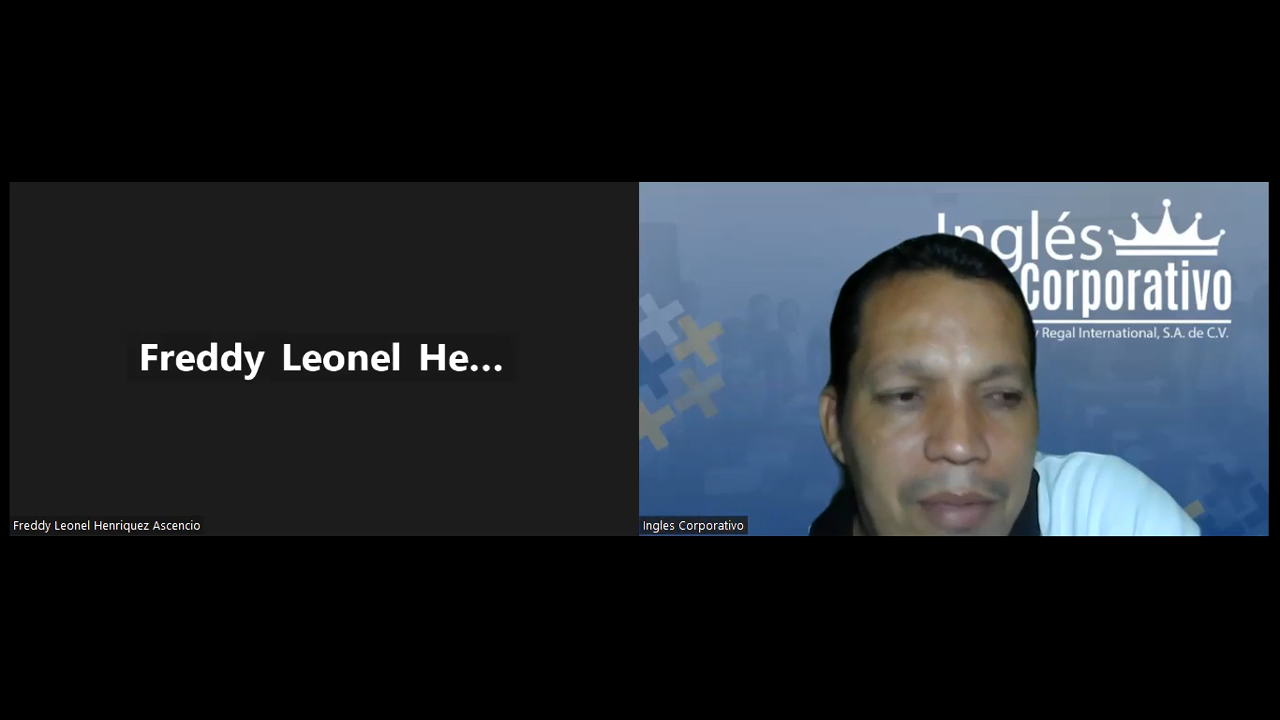 Freddy Leonel He...
Freddy Leonel Henriquez Ascencio
Inglés
Corporativo
y Regal International, S.A. de C.V.
Ingles Corporativo